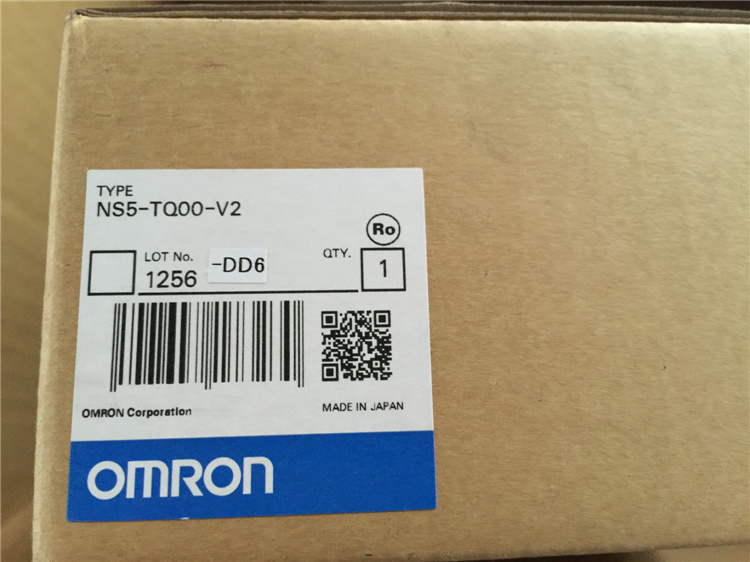 TYPE
NS5-TQ00-V2
Ro
LOT No.
1256 -DD6
QTY.
1
OMRON Corporation
MADE IN JAPAN
OMRON